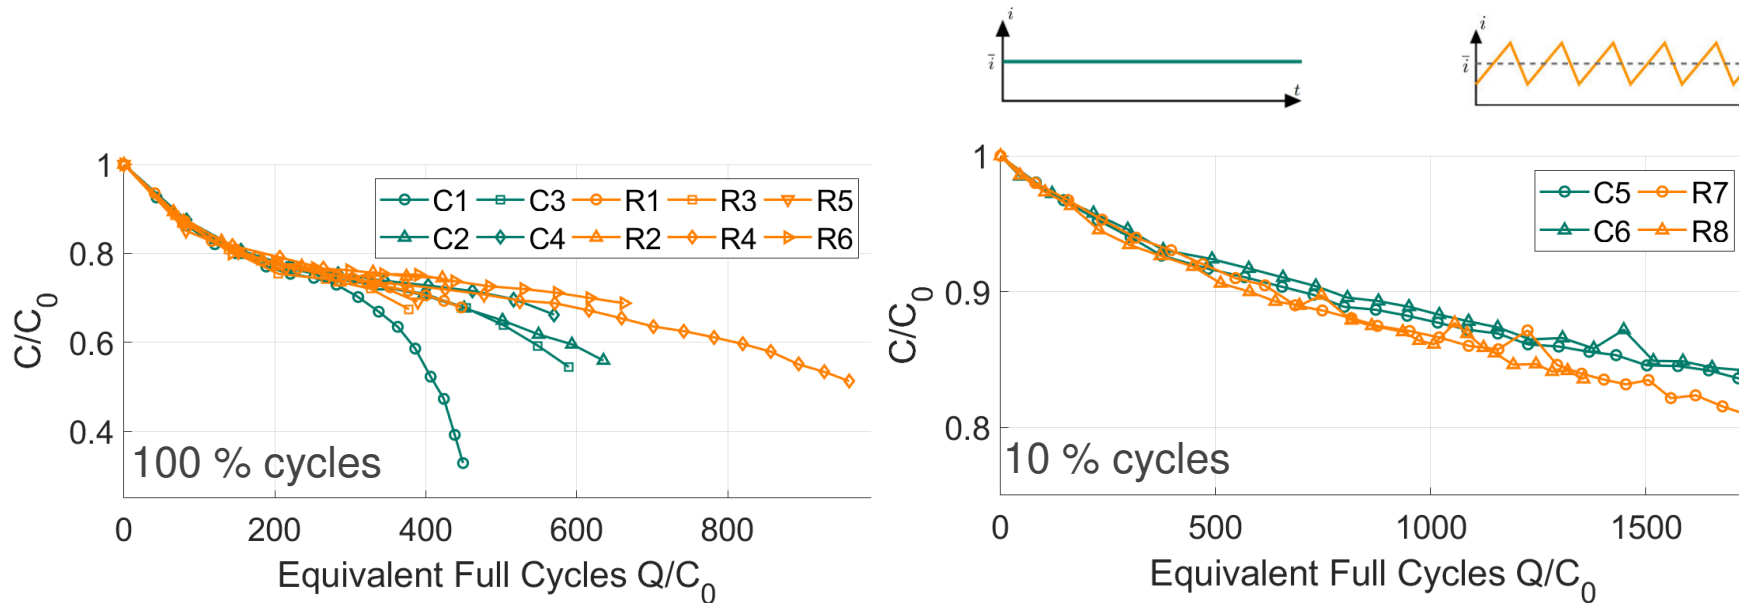 i
i̅
t
i
i̅
1
0.8
0.6
0.4
C/C0
C1 C3 R1 R3 R5
C2 C4 R2 R4 R6
100 % cycles
0 200 400 600 800
Equivalent Full Cycles Q/C0
1
0.9
0.8
C/C0
C5 R7
C6 R8
10 % cycles
0 500 1000 1500
Equivalent Full Cycles Q/C0